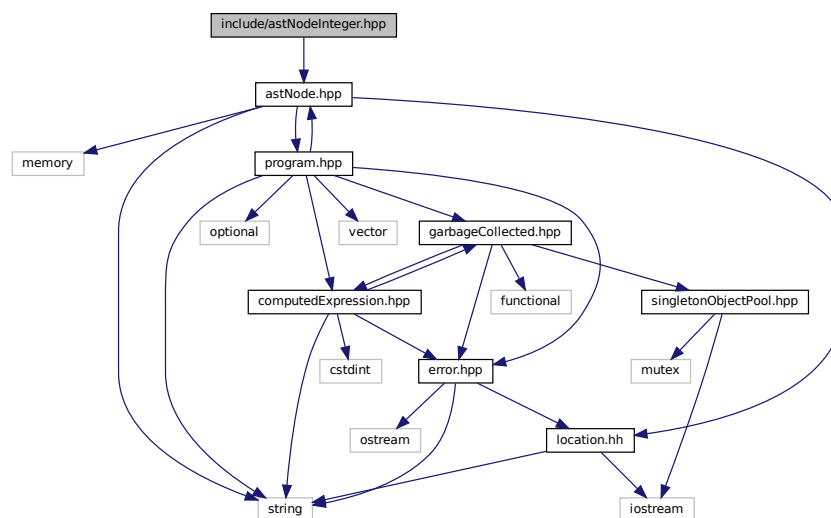 include/astNodeInteger.hpp
astNode.hpp
memory
program.hpp
optional
vector
garbageCollected.hpp
computedExpression.hpp
functional
singletonObjectPool.hpp
cstdint
error.hpp
mutex
ostream
location.hh
string
iostream